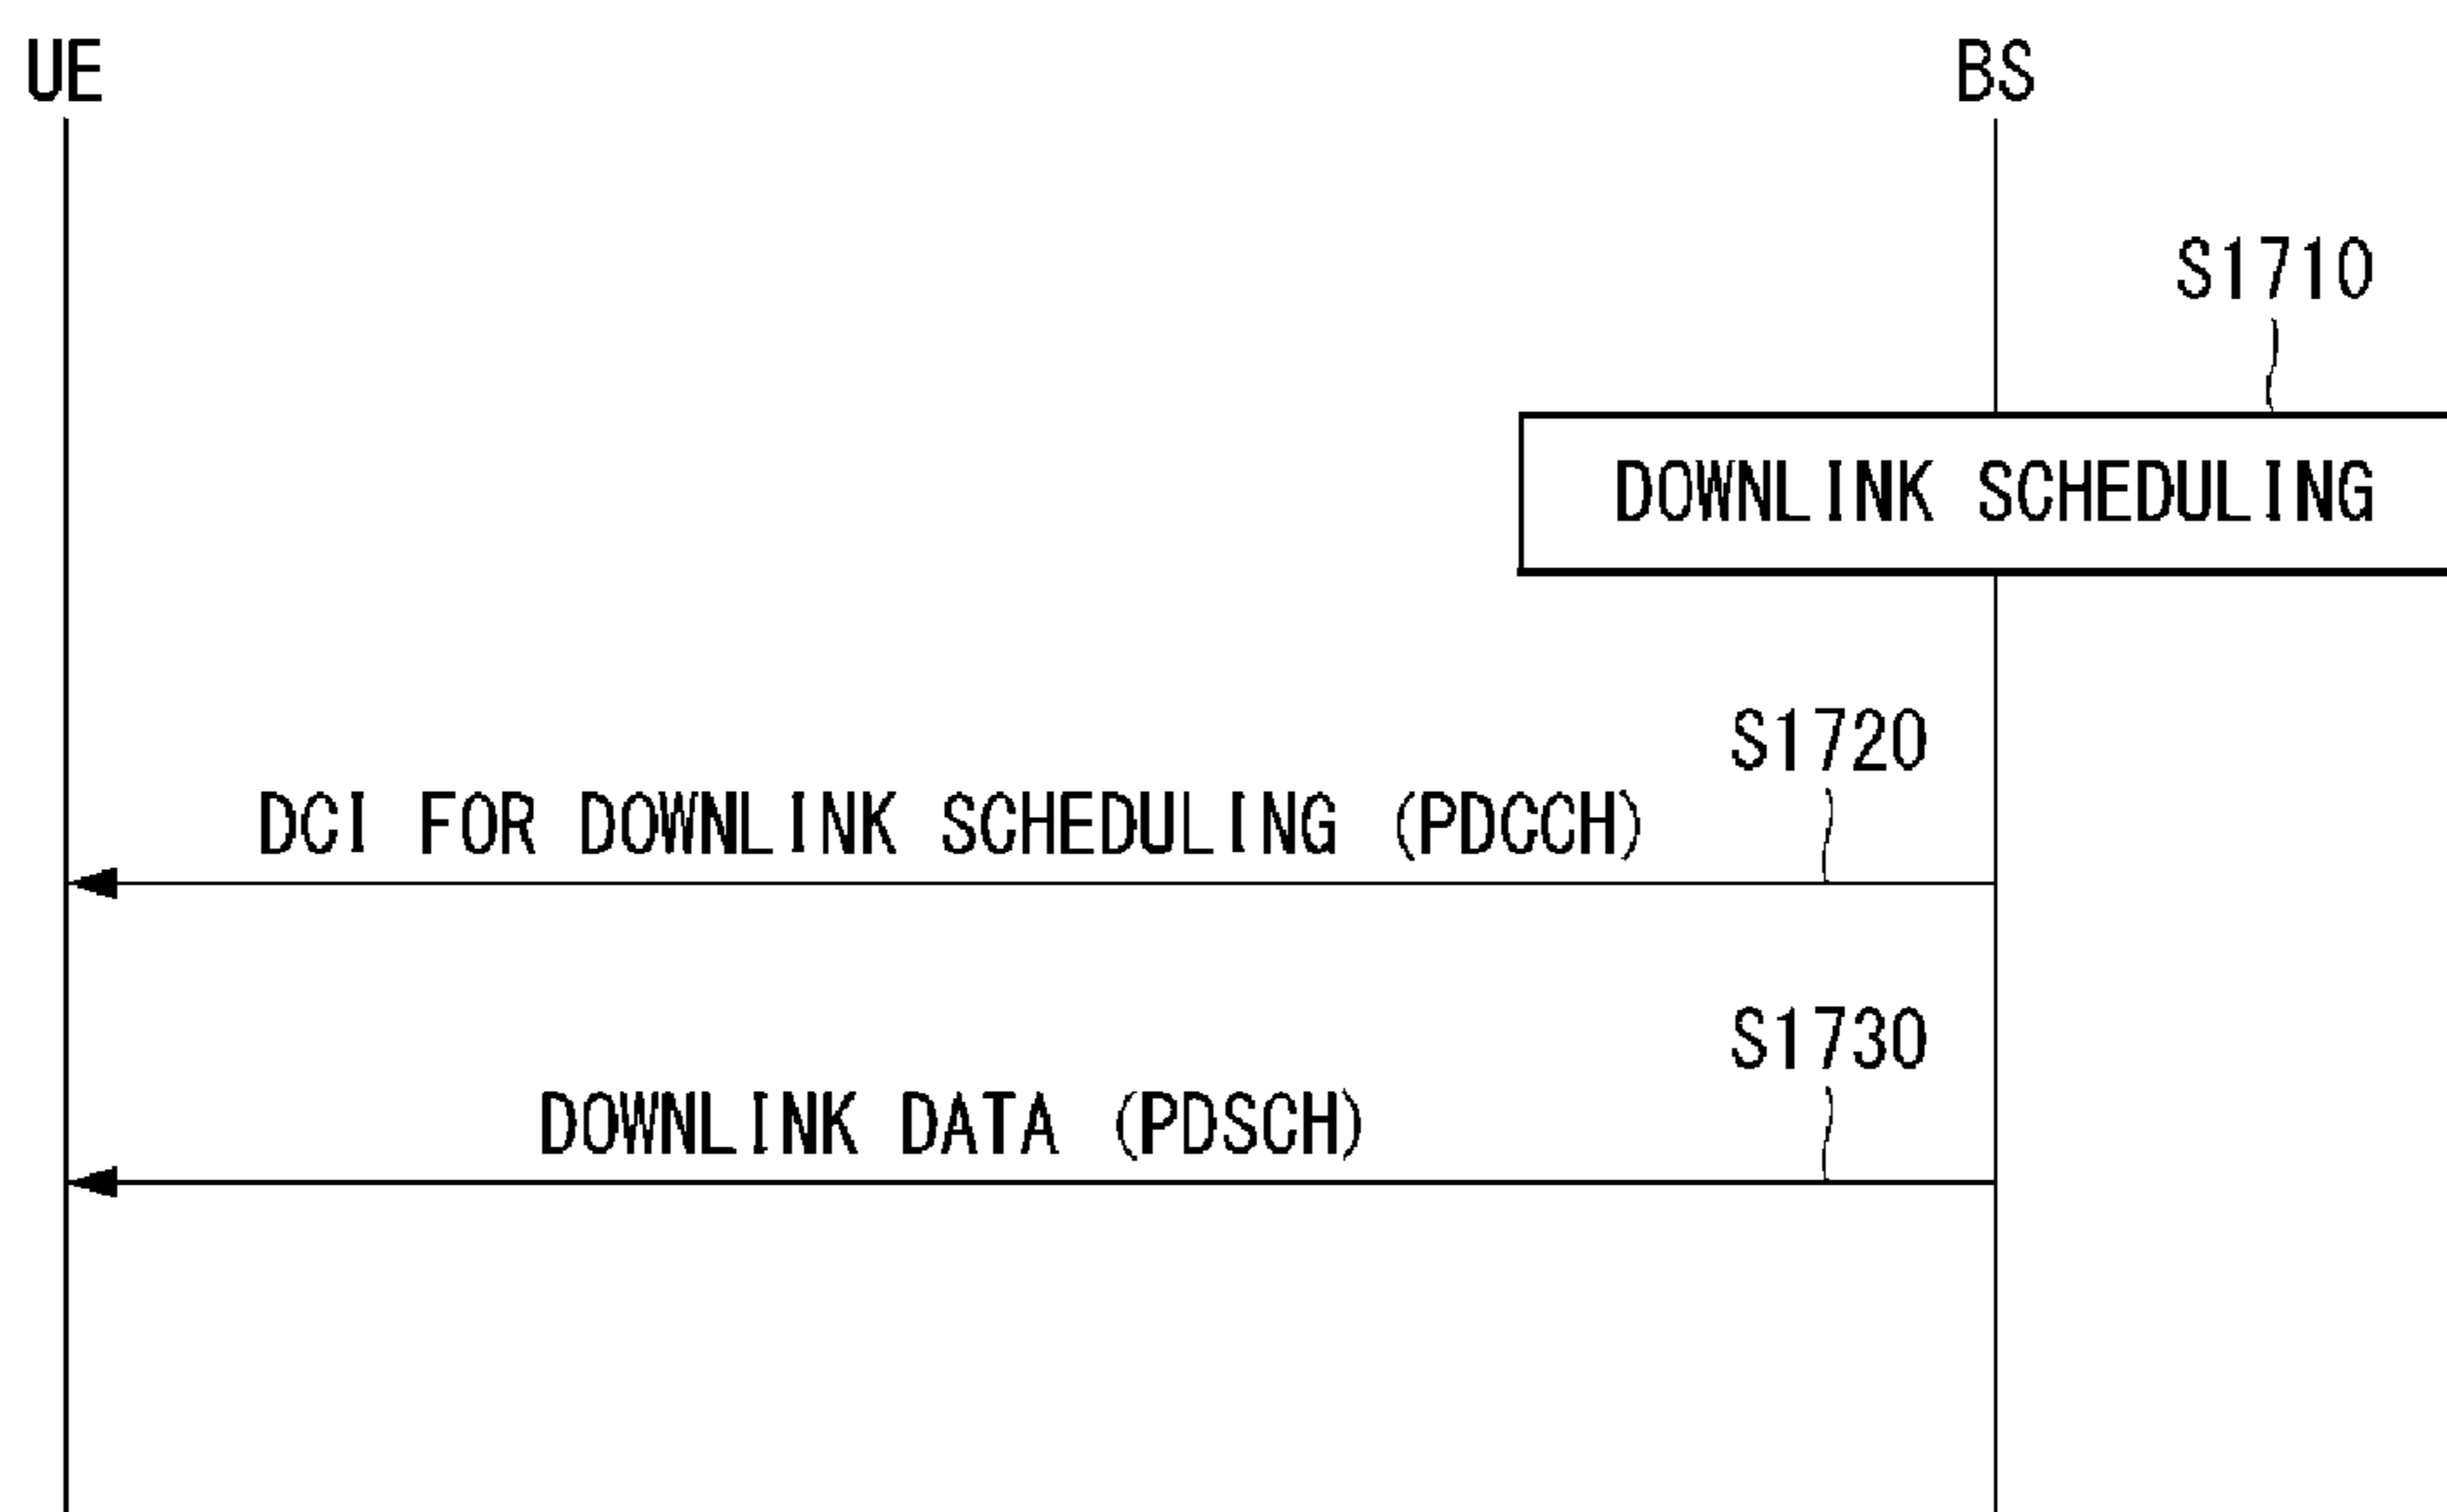 UE
BS
S1710
DOWNLINK SCHEDULING
S1720
DCI FOR DOWNLINK SCHEDULING (PDCCH)
S1730
DOWNLINK DATA (PDSCH)